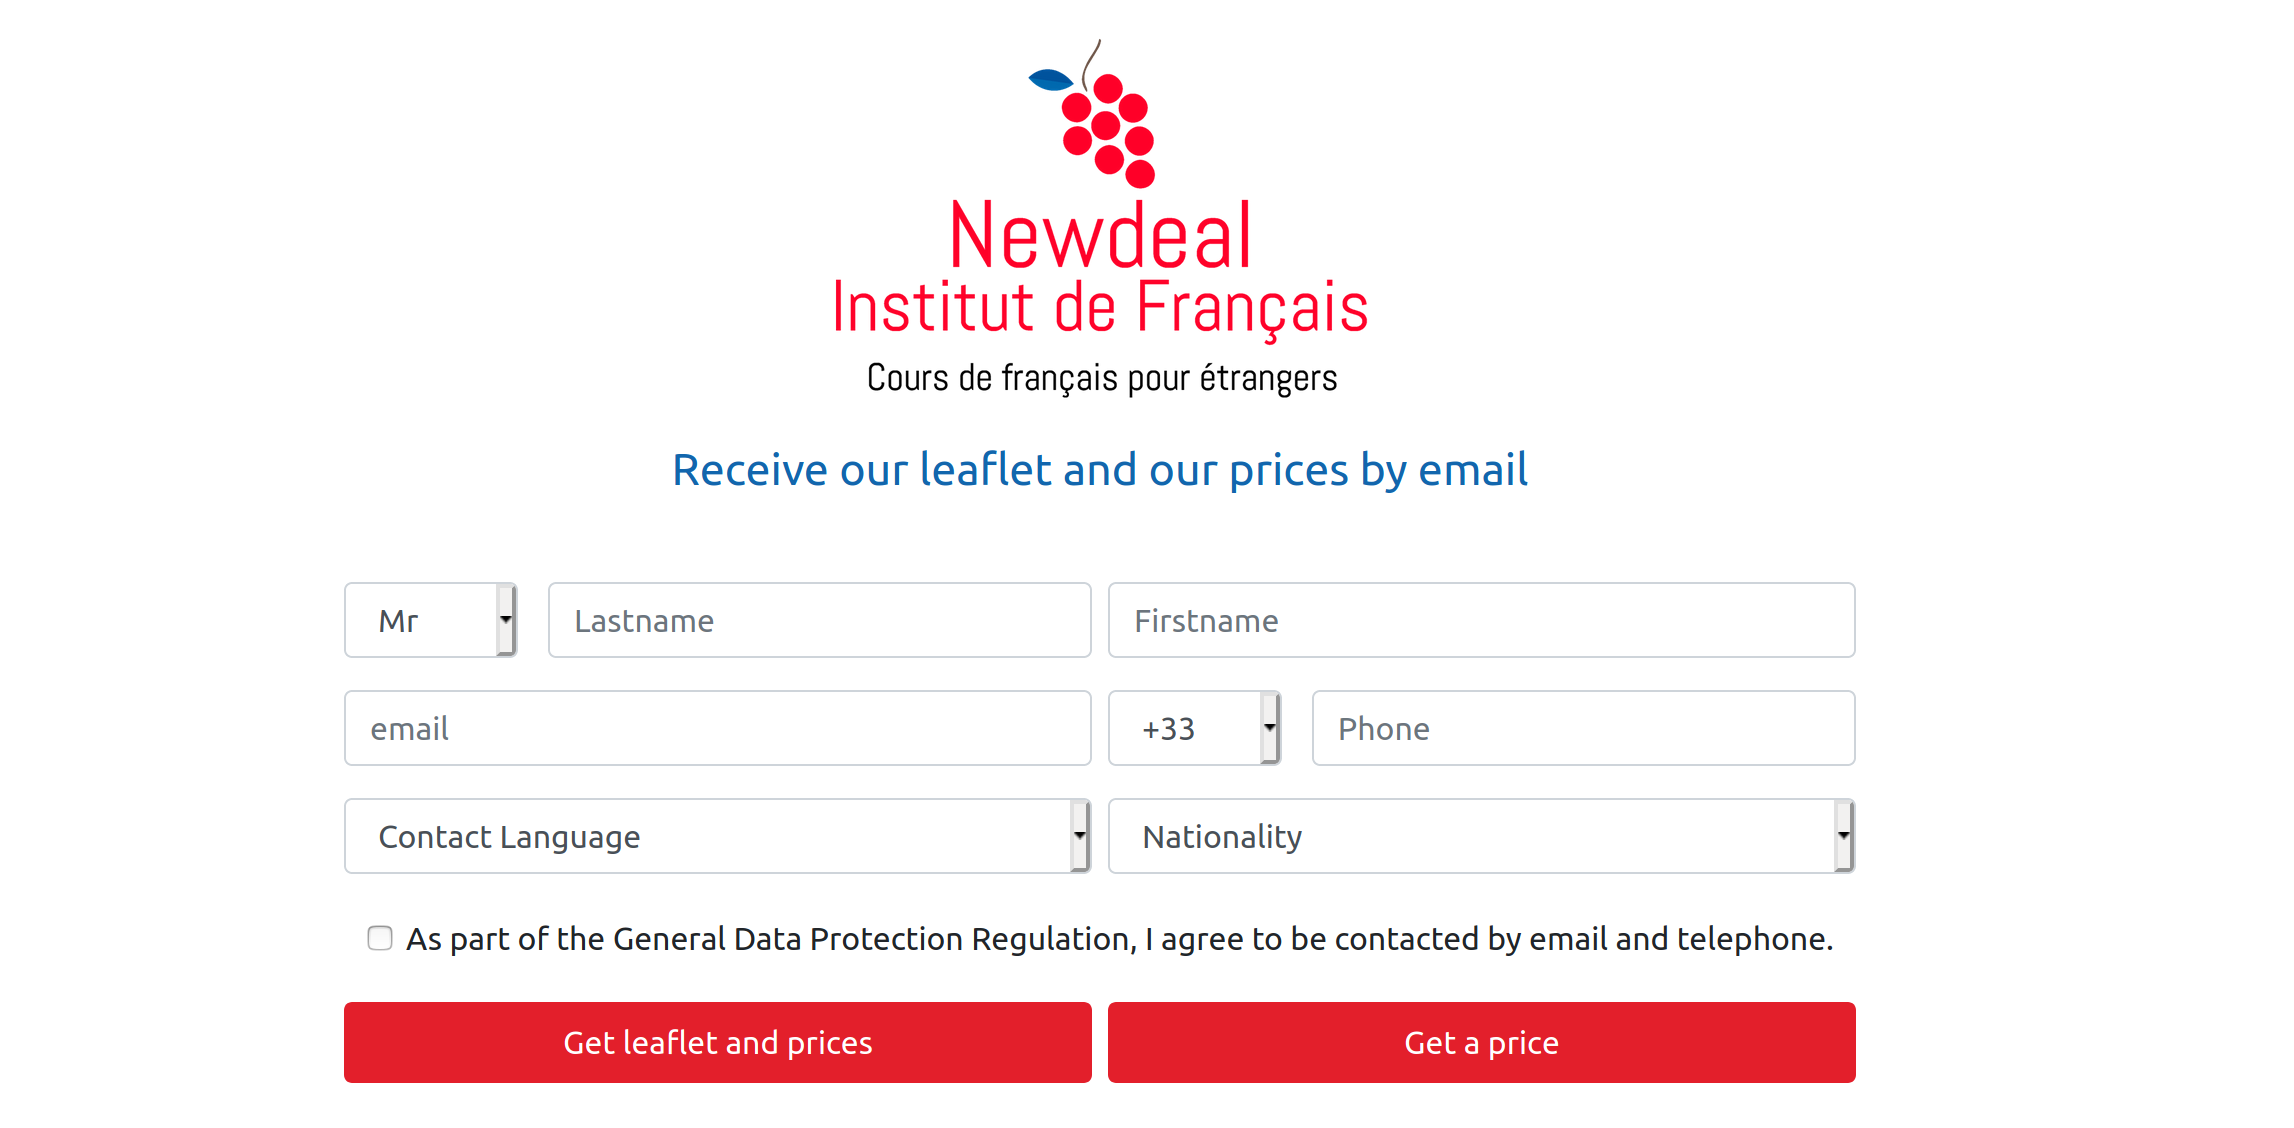 Newdeal
Institut de Français
Cours de français pour étrangers
Receive our leaflet and our prices by email
Mr Lastname Firstname
email +33 Phone
Contact Language Nationality
As part of the General Data Protection Regulation, I agree to be contacted by email and telephone.
Get leaflet and prices Get a price